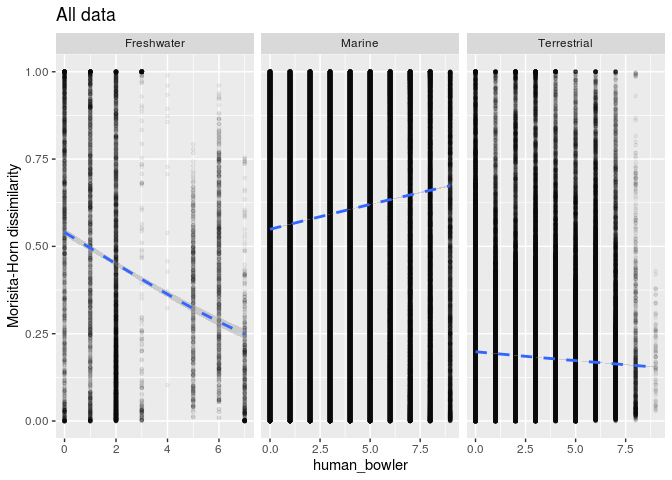 All data
Freshwater Marine Terrestrial
1.00
0.75
0.50
0.25
0.00
Morisita-Horn dissimilarity
0 2 4 6 0.0 2.5 5.0 7.5 0.0 2.5 5.0 7.5
human_bowler